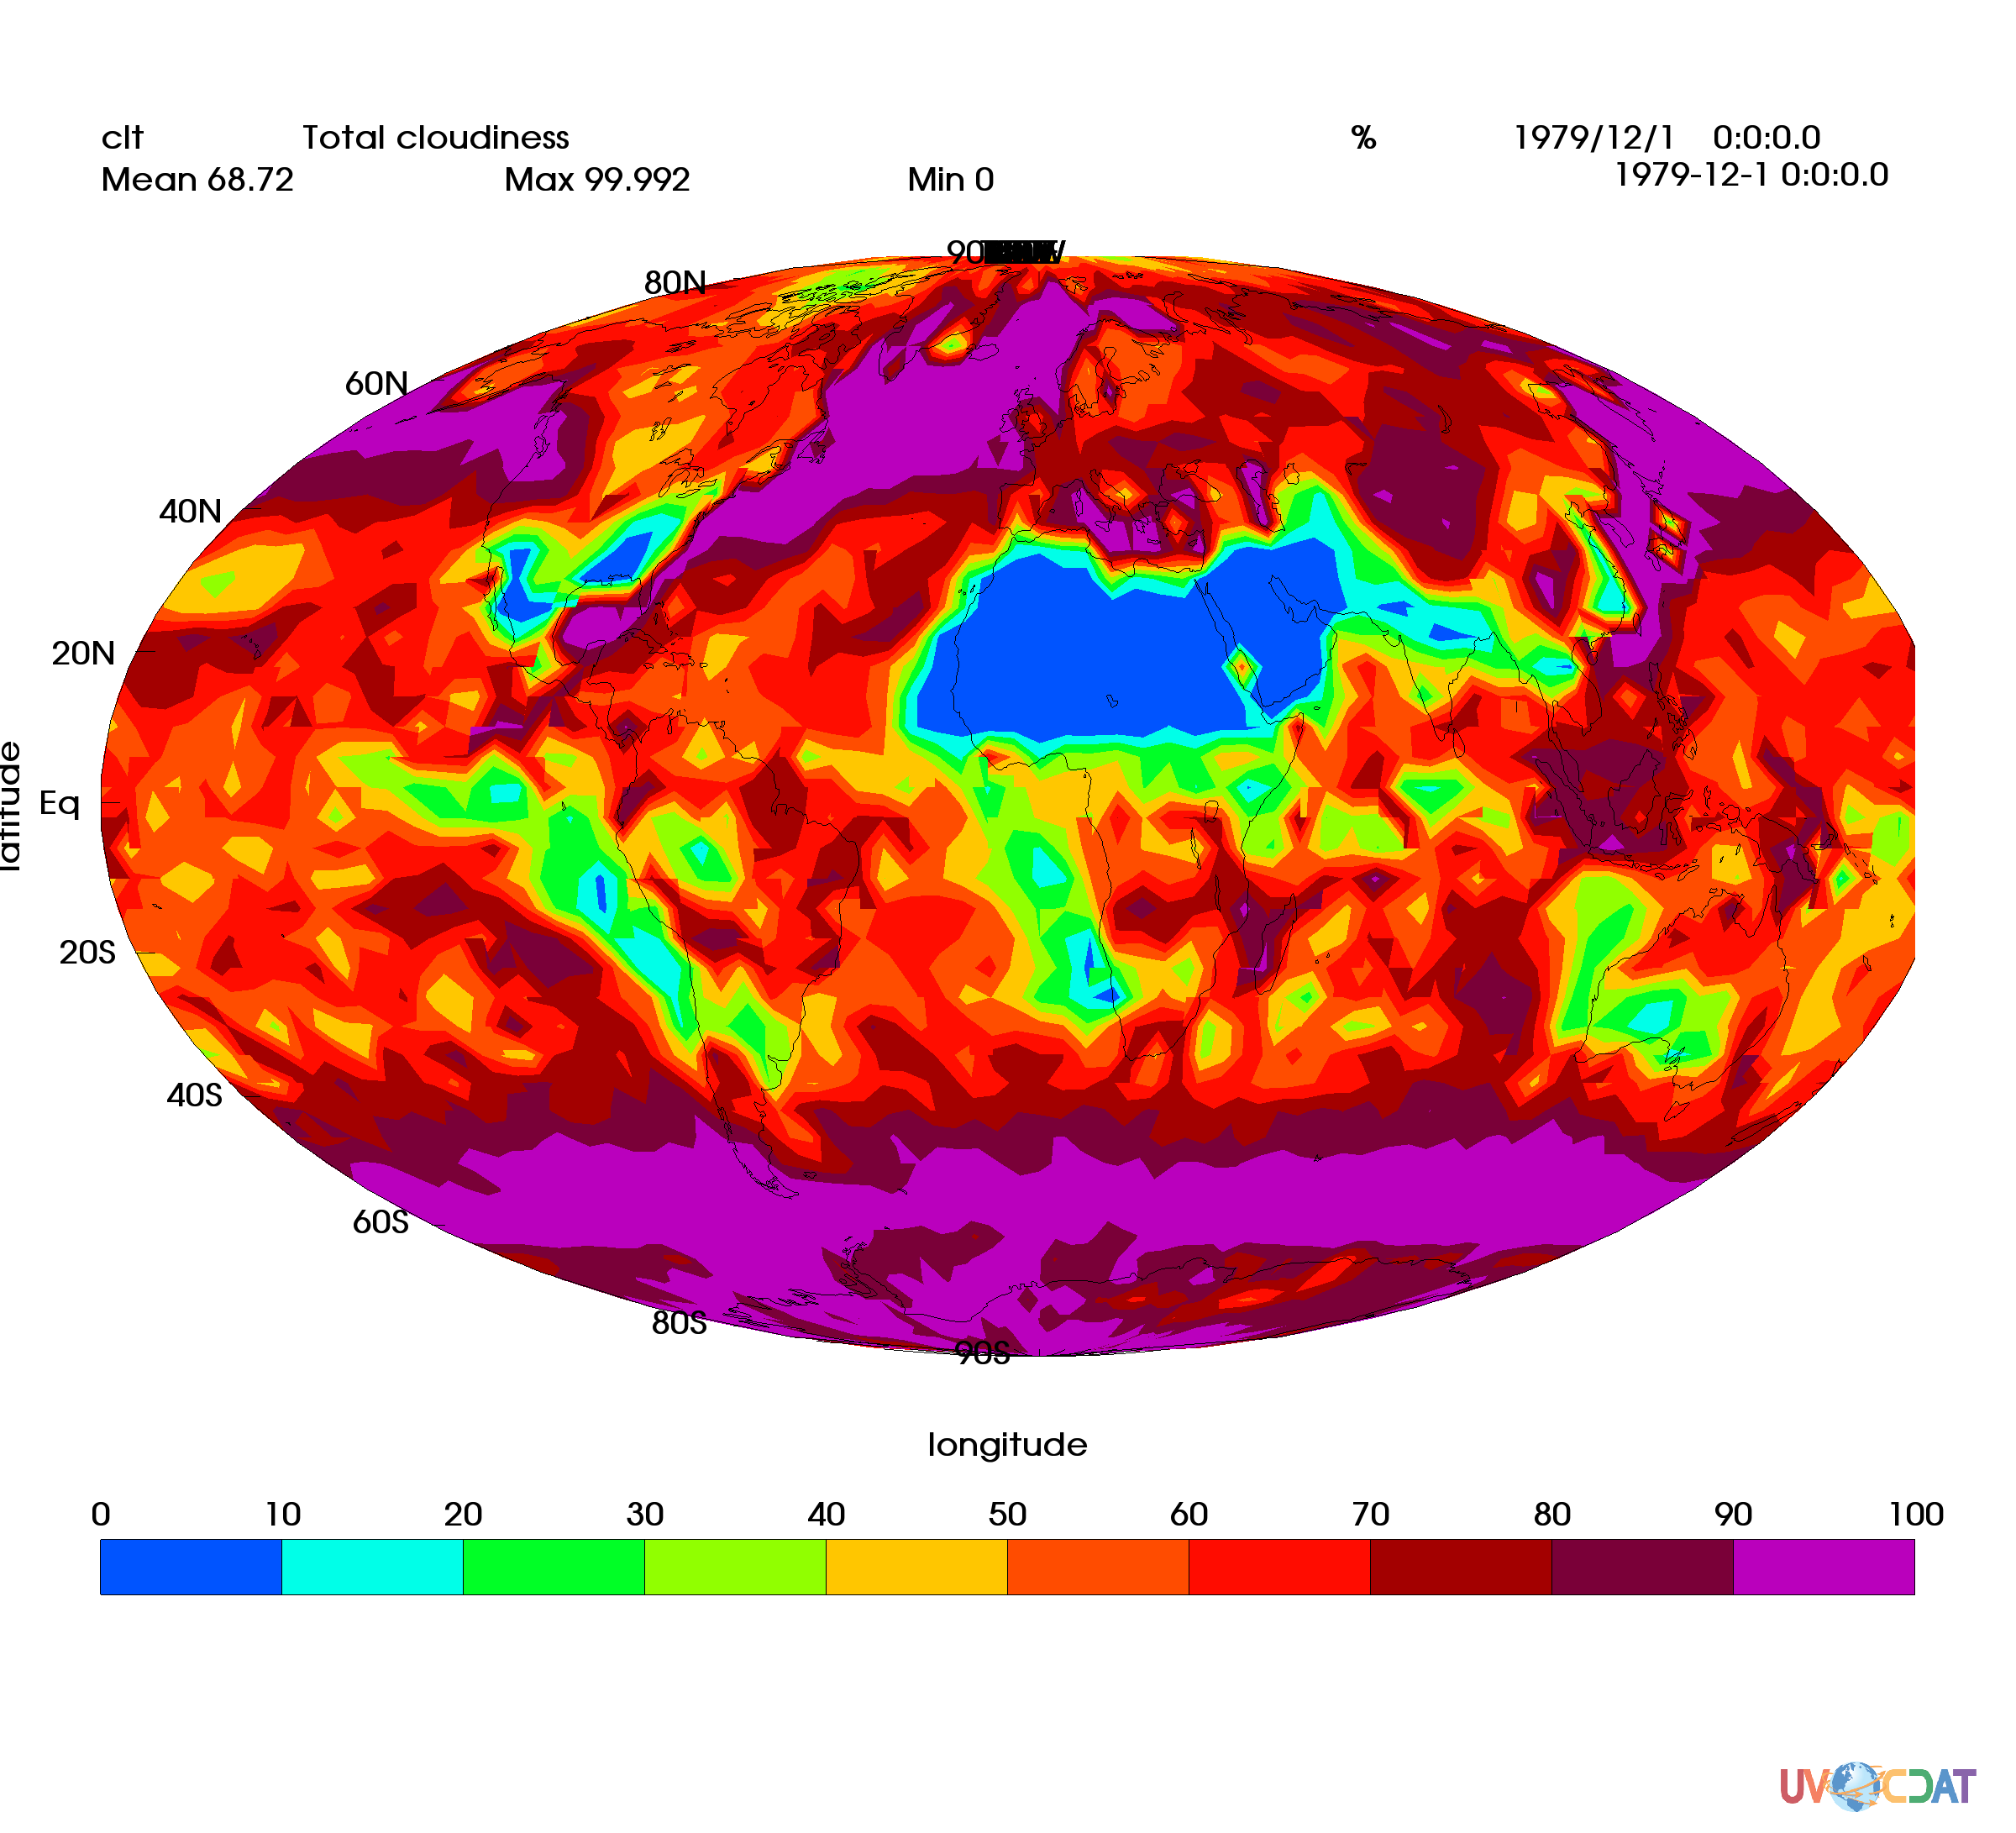 clt Total cloudiness % 1979/12/1 0:0:0.0
Mean 68.72 Max 99.992 Min 0 1979-12-1 0:0:0.0
80N
60N
40N
20N
latitude
Eq
20S
40S
60S
80S
90S
longitude
0 10 20 30 40 50 60 70 80 90 100
UV CDAT